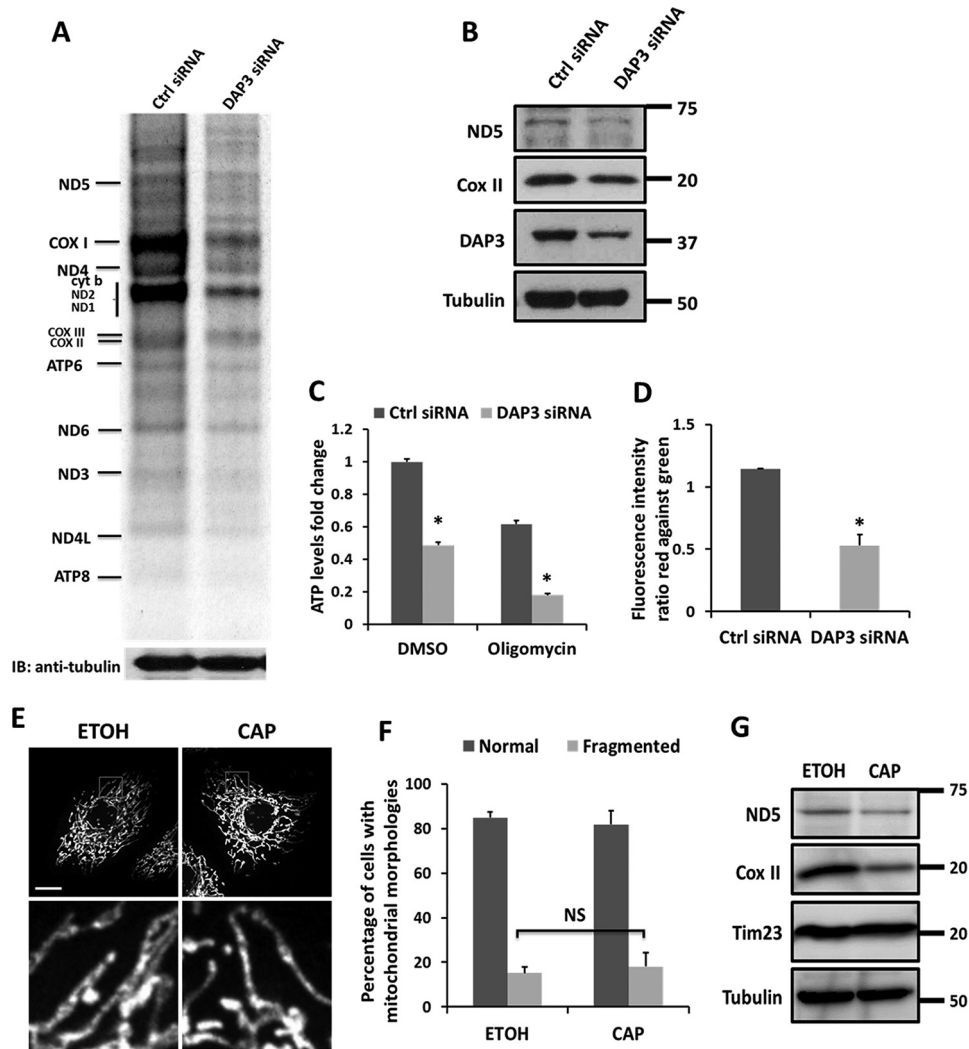 A
Ctrl siRNA
DAP3 siRNA
ND5
COX I
ND4
cyt b
ND2
ND1
COX III
COX II
ATP6
ND6
ND3
ND4L
ATP8
IB: anti-tubulin
B
Ctrl siRNA
DAP3 siRNA
ND5
75
Cox II
20
DAP3
37
Tubulin
50
C
Ctrl siRNA DAP3 siRNA
ATP levels fold change
1.2
1
0.8
0.6
0.4
0.2
0
*
*
DMSO Oligomycin
D
Fluorescence intensity
ratio red against green
1.5
1
0.5
0
*
Ctrl siRNA DAP3 siRNA
E
ETOH CAP
F
Normal Fragmented
Percentage of cells with
mitochondrial morphologies
100
80
60
40
20
0
NS
ETOH CAP
G
ETOH CAP
75
ND5
Cox II
20
Tim23
20
Tubulin
50